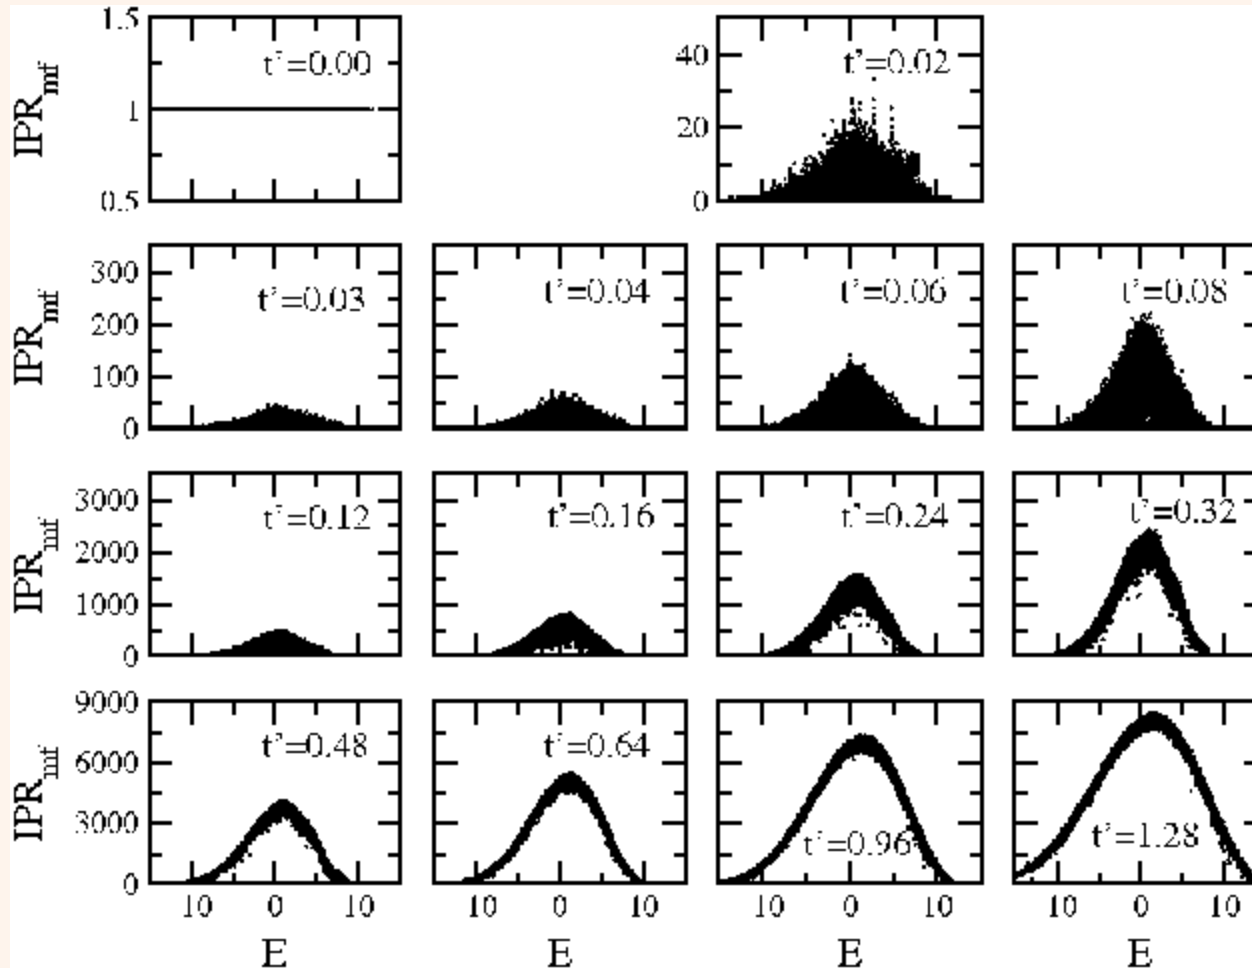 1.5
1
0.5
IPR_mf
t'=0.00
40
20
0
t'=0.02
300
200
100
0
IPR_mf
t'=0.03
t'=0.04
t'=0.06
t'=0.08
3000
2000
1000
0
IPR_mf
t'=0.12
t'=0.16
t'=0.24
t'=0.32
9000
6000
3000
0
IPR_mf
t'=0.48
t'=0.64
t'=0.96
t'=1.28
10 0 10
10 0 10
10 0 10
10 0 10
E
E
E
E